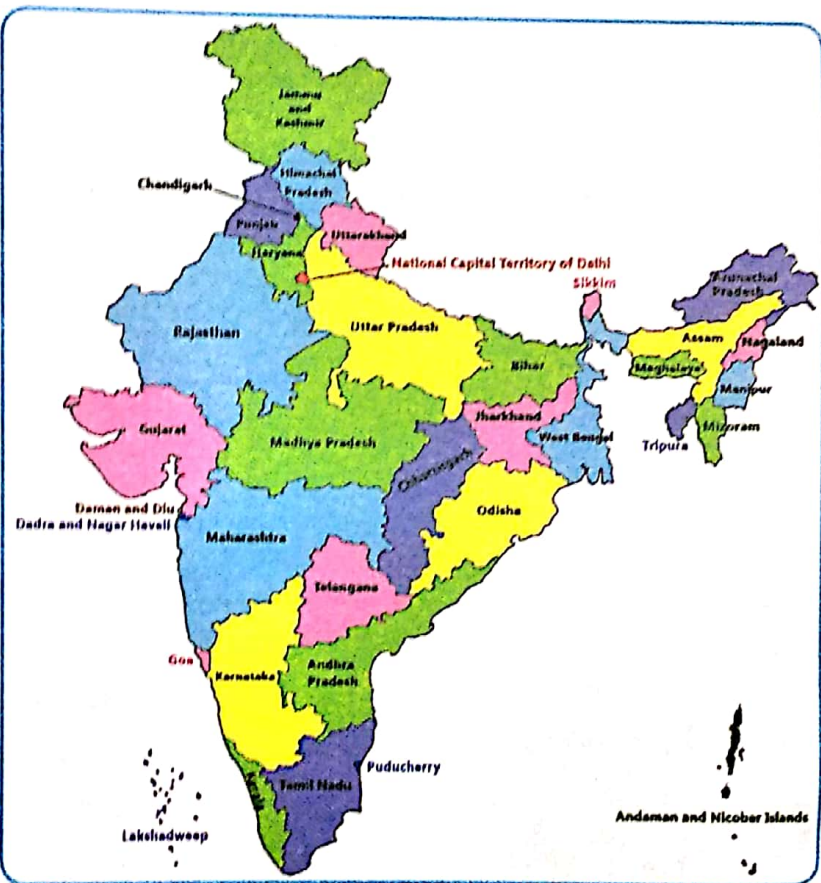 Jammu
and
Kashmir
Himachal
Pradesh
Chandigarh
Punjab
Uttarakhand
Haryana
National Capital Territory of Delhi
Sikkim
Arunachal
Pradesh
Rajasthan
Uttar Pradesh
Assam
Nagaland
Bihar
Meghalaya
Manipur
Jharkhand
Gujarat
Madhya Pradesh
West Bengal
Mizoram
Tripura
Chhattisgarh
Daman and Diu
Dadra and Nagar Haveli
Odisha
Maharashtra
Telangana
Goa
Karnataka
Andhra
Pradesh
Puducherry
Kerala
Tamil Nadu
Andaman and Nicobar Islands
Lakshadweep